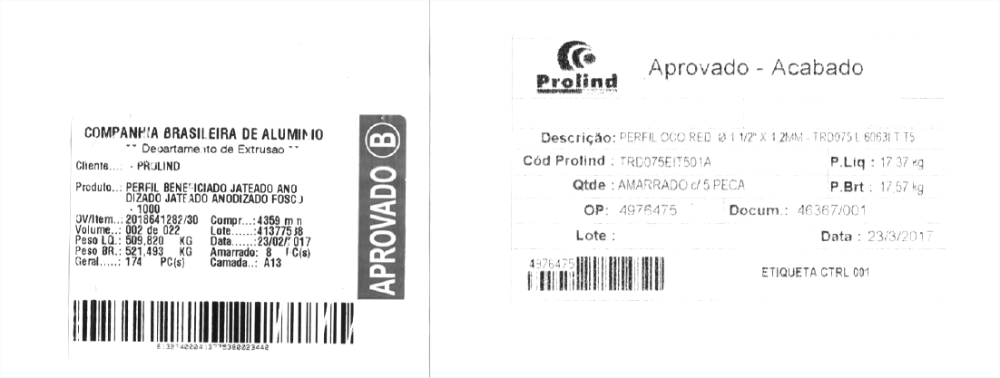 COMPANHIA BRASILEIRA DE ALUMINIO
** Departamento de Extrusao **
Cliente...: - PROLIND
Produto..: PERFIL BENEFICIADO JATEADO ANO
DIZADO JATEADO ANODIZADO FOSCO
- 1000
OV/Item..: 2018641282/30 Compr...: 4359 mm
Volume..: 002 de 022 Lote.....: 41377538
Peso LQ.: 509,820 KG Data......: 23/02/2017
Peso BR.: 521,493 KG Amarrado: 8 PC(s)
Geral.....: 174 PC(s) Camada..: A13
APROVADO B
Prolind
Aprovado - Acabado
Descrição: PERFIL OCO RED. Ø 1 1/2" X 1,2MM - TRD075 L 6063
Cód Prolind : TRD075EIT501A P.Liq : 17,37 kg
Qtde : AMARRADO c/ 5 PECA P.Brt : 17,57 kg
OP: 4976475 Docum.: 46367/001
Lote : Data : 23/3/2017
4976475
ETIQUETA CTRL 001